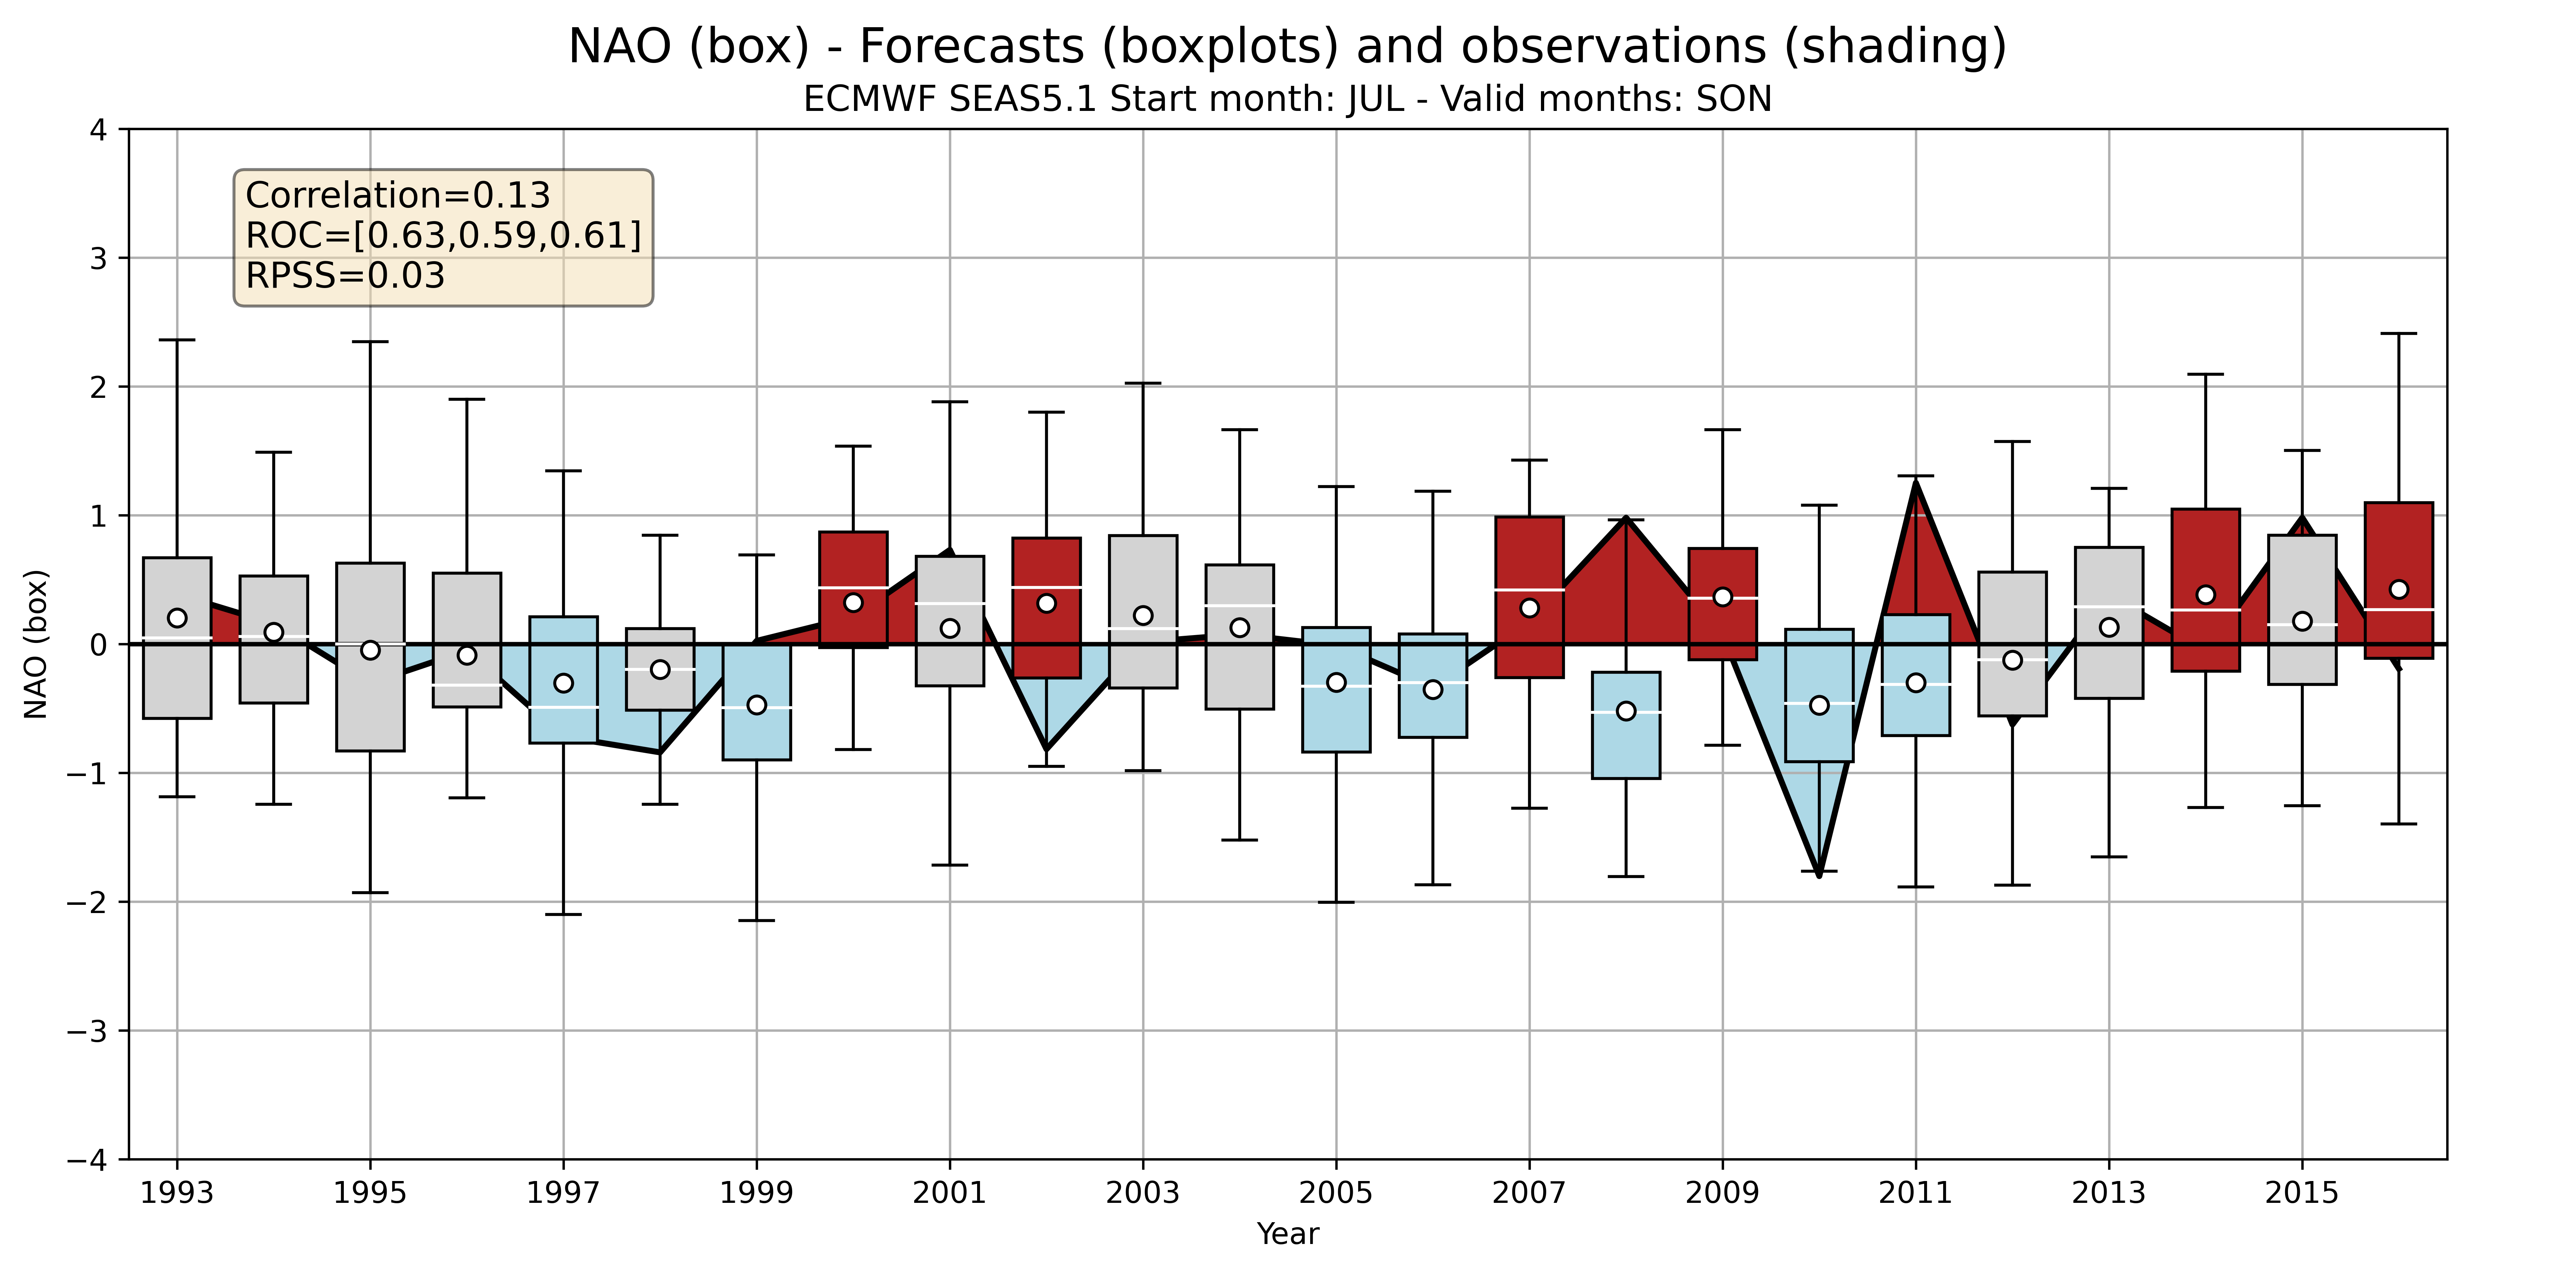 NAO (box) - Forecasts (boxplots) and observations (shading)
ECMWF SEAS5.1 Start month: JUL - Valid months: SON
Correlation=0.13
ROC=[0.63,0.59,0.61]
RPSS=0.03
NAO (box)
4
3
2
1
0
−1
−2
−3
−4
1993 1995 1997 1999 2001 2003 2005 2007 2009 2011 2013 2015
Year